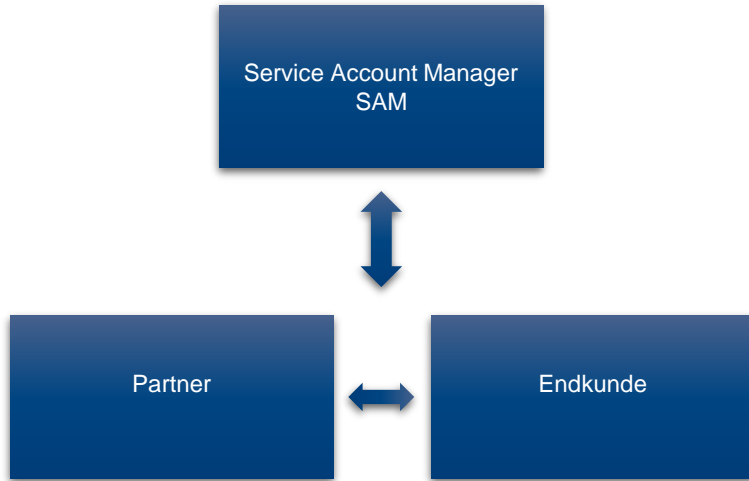 Service Account Manager
SAM
Partner
Endkunde